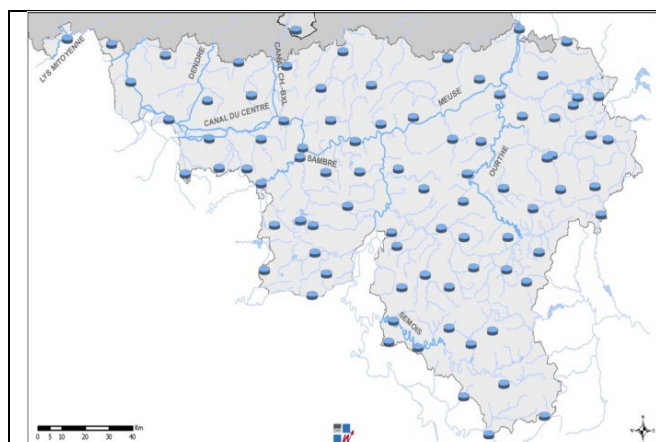 LYS MITOYENNE
DENDRE
CANAL CH.-BXL
CANAL DU CENTRE
MEUSE
SAMBRE
OURTHE
SEMOIS
Km
0 5 10 20 30 40